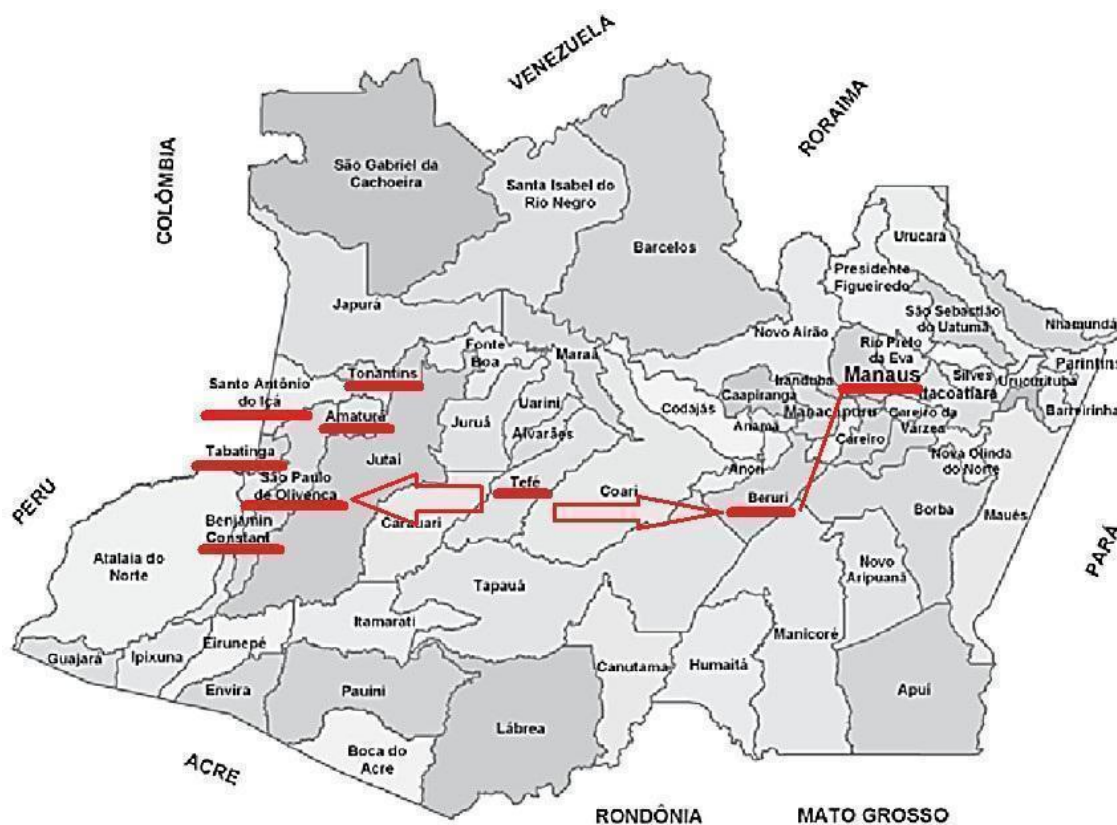 VENEZUELA
RORAIMA
COLÔMBIA
São Gabriel da
Cachoeira
Santa Isabel do
Rio Negro
Barcelos
Urucará
Presidente
Figueiredo
São Sebastião
do Uatumã
Nhamundá
Japurá
Novo Airão
Rio Preto
da Eva
Parintins
Fonte
Boa
Maraã
Tonantins
Manaus
Silves
Urucurituba
Santo Antônio
do Içá
Iranduba
Itacoatiara
Caapiranga
Barreirinha
Amaturá
Uarini
Codajás
Manacapuru
Careiro da
Várzea
Juruá
Anamã
Alvarães
Careiro
Tabatinga
Jutaí
Nova Olinda
do Norte
Anori
São Paulo
de Olivença
Tefé
Coari
Beruri
Borba
Maués
PERU
Benjamin
Constant
Carauari
PARÁ
Atalaia do
Norte
Novo
Aripuanã
Tapauá
Itamarati
Manicoré
Eirunepé
Guajará
Ipixuna
Canutama
Humaitá
Envira
Pauini
Apuí
Lábrea
Boca do
Acre
ACRE
RONDÔNIA
MATO GROSSO